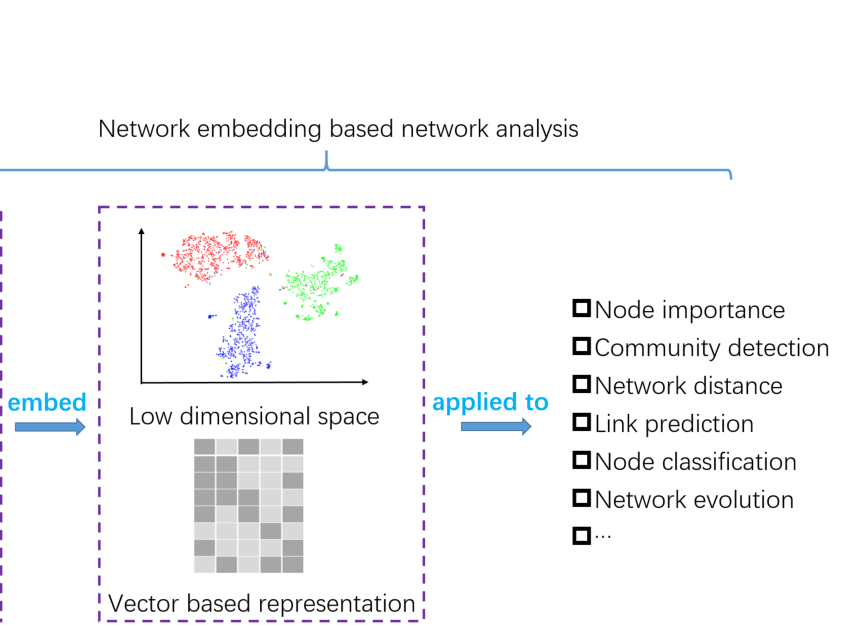 Network embedding based network analysis
embed
Low dimensional space
Vector based representation
applied to
Node importance
Community detection
Network distance
Link prediction
Node classification
Network evolution
...